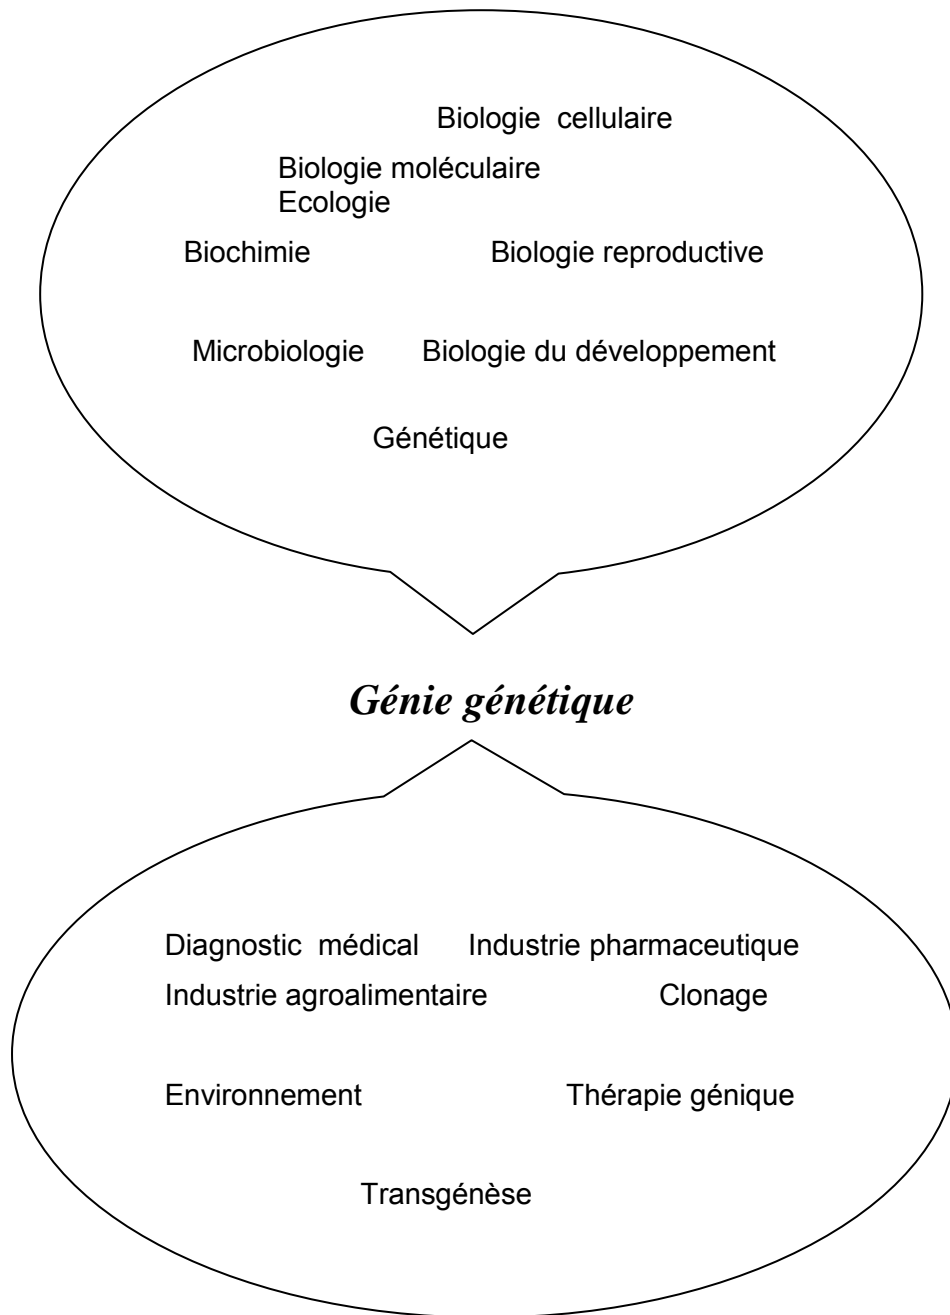 Biologie cellulaire
Biologie moléculaire
Ecologie
Biochimie Biologie reproductive
Microbiologie Biologie du développement
Génétique
Génie génétique
Diagnostic médical Industrie pharmaceutique
Industrie agroalimentaire Clonage
Environnement Thérapie génique
Transgénèse